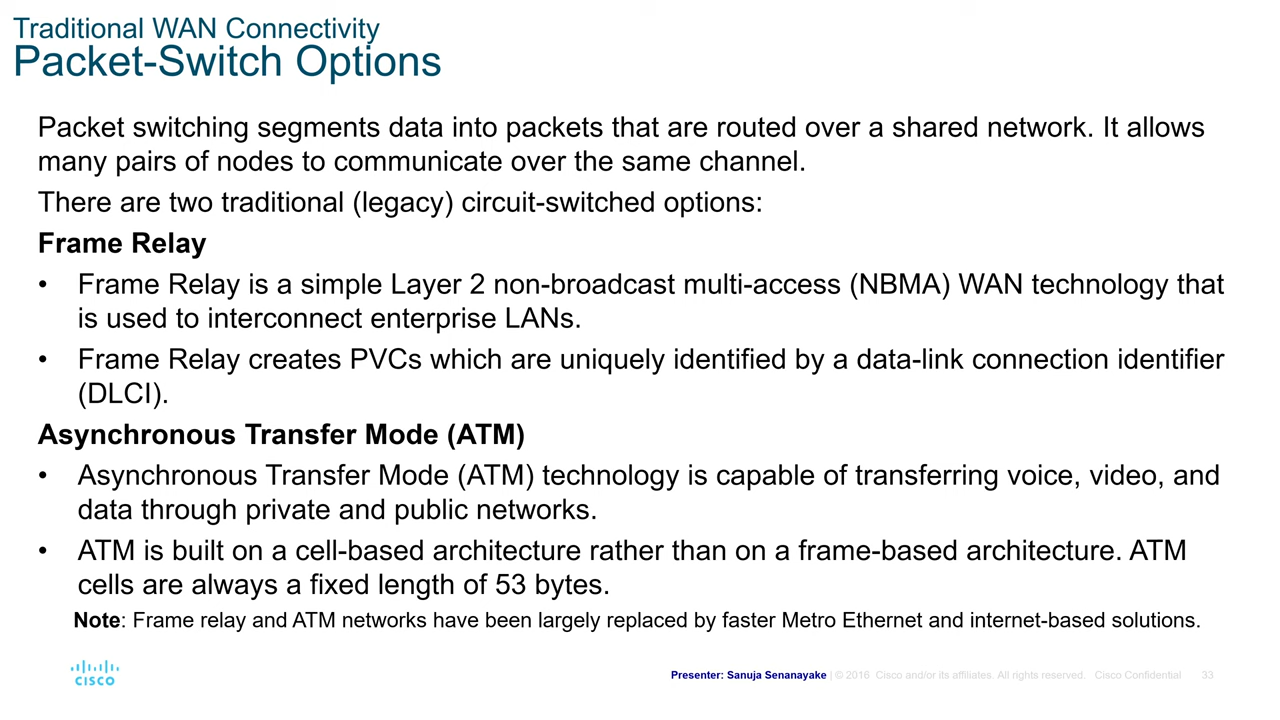 Traditional WAN Connectivity
Packet-Switch Options
Packet switching segments data into packets that are routed over a shared network. It allows
many pairs of nodes to communicate over the same channel.
There are two traditional (legacy) circuit-switched options:
Frame Relay
• Frame Relay is a simple Layer 2 non-broadcast multi-access (NBMA) WAN technology that
is used to interconnect enterprise LANs.
• Frame Relay creates PVCs which are uniquely identified by a data-link connection identifier
(DLCI).
Asynchronous Transfer Mode (ATM)
• Asynchronous Transfer Mode (ATM) technology is capable of transferring voice, video, and
data through private and public networks.
• ATM is built on a cell-based architecture rather than on a frame-based architecture. ATM
cells are always a fixed length of 53 bytes.
Note: Frame relay and ATM networks have been largely replaced by faster Metro Ethernet and internet-based solutions.
CISCO
Presenter: Sanuja Senanayake | © 2016 Cisco and/or its affiliates. All rights reserved. Cisco Confidential 33